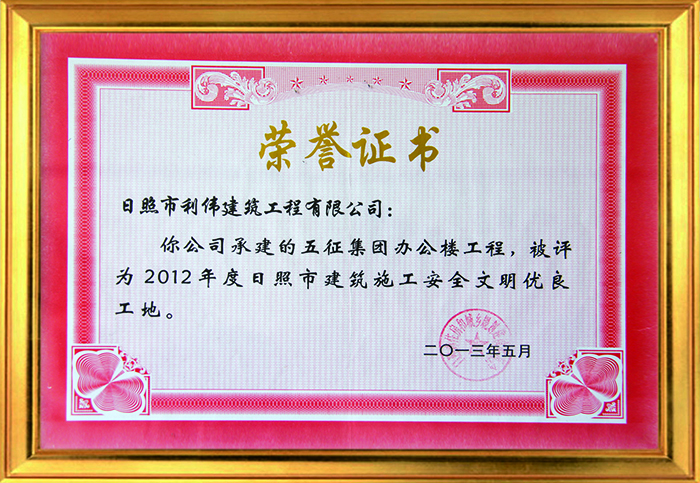 荣誉证书
日照市利伟建筑工程有限公司：
你公司承建的五征集团办公楼工程，被评
为2012年度日照市建筑施工安全文明优良
工地。
二〇一三年五月